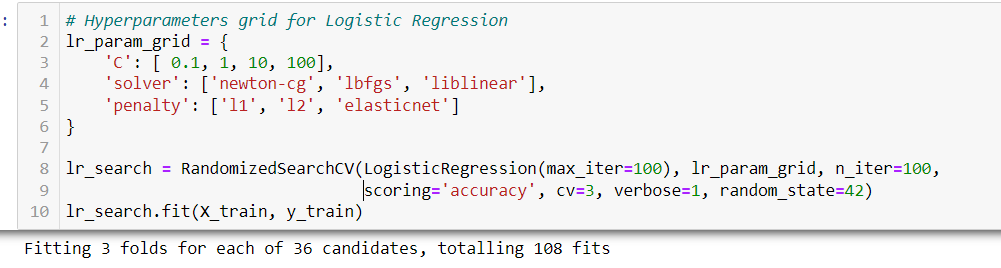 :
1 # Hyperparameters grid for Logistic Regression
2 lr_param_grid = {
3     'C': [ 0.1, 1, 10, 100],
4     'solver': ['newton-cg', 'lbfgs', 'liblinear'],
5     'penalty': ['l1', 'l2', 'elasticnet']
6 }
7
8 lr_search = RandomizedSearchCV(LogisticRegression(max_iter=100), lr_param_grid, n_iter=100,
9                                scoring='accuracy', cv=3, verbose=1, random_state=42)
10 lr_search.fit(X_train, y_train)
Fitting 3 folds for each of 36 candidates, totalling 108 fits